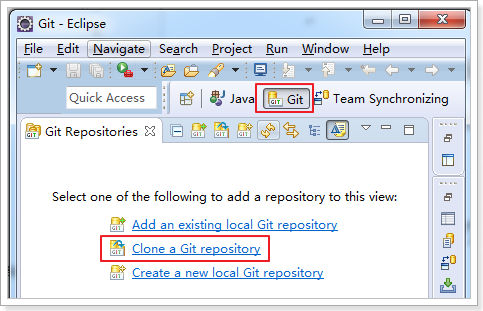 Git - Eclipse
File Edit Navigate Search Project Run Window Help
Quick Access Java Git Team Synchronizing
Git Repositories
Select one of the following to add a repository to this view:
Add an existing local Git repository
Clone a Git repository
Create a new local Git repository